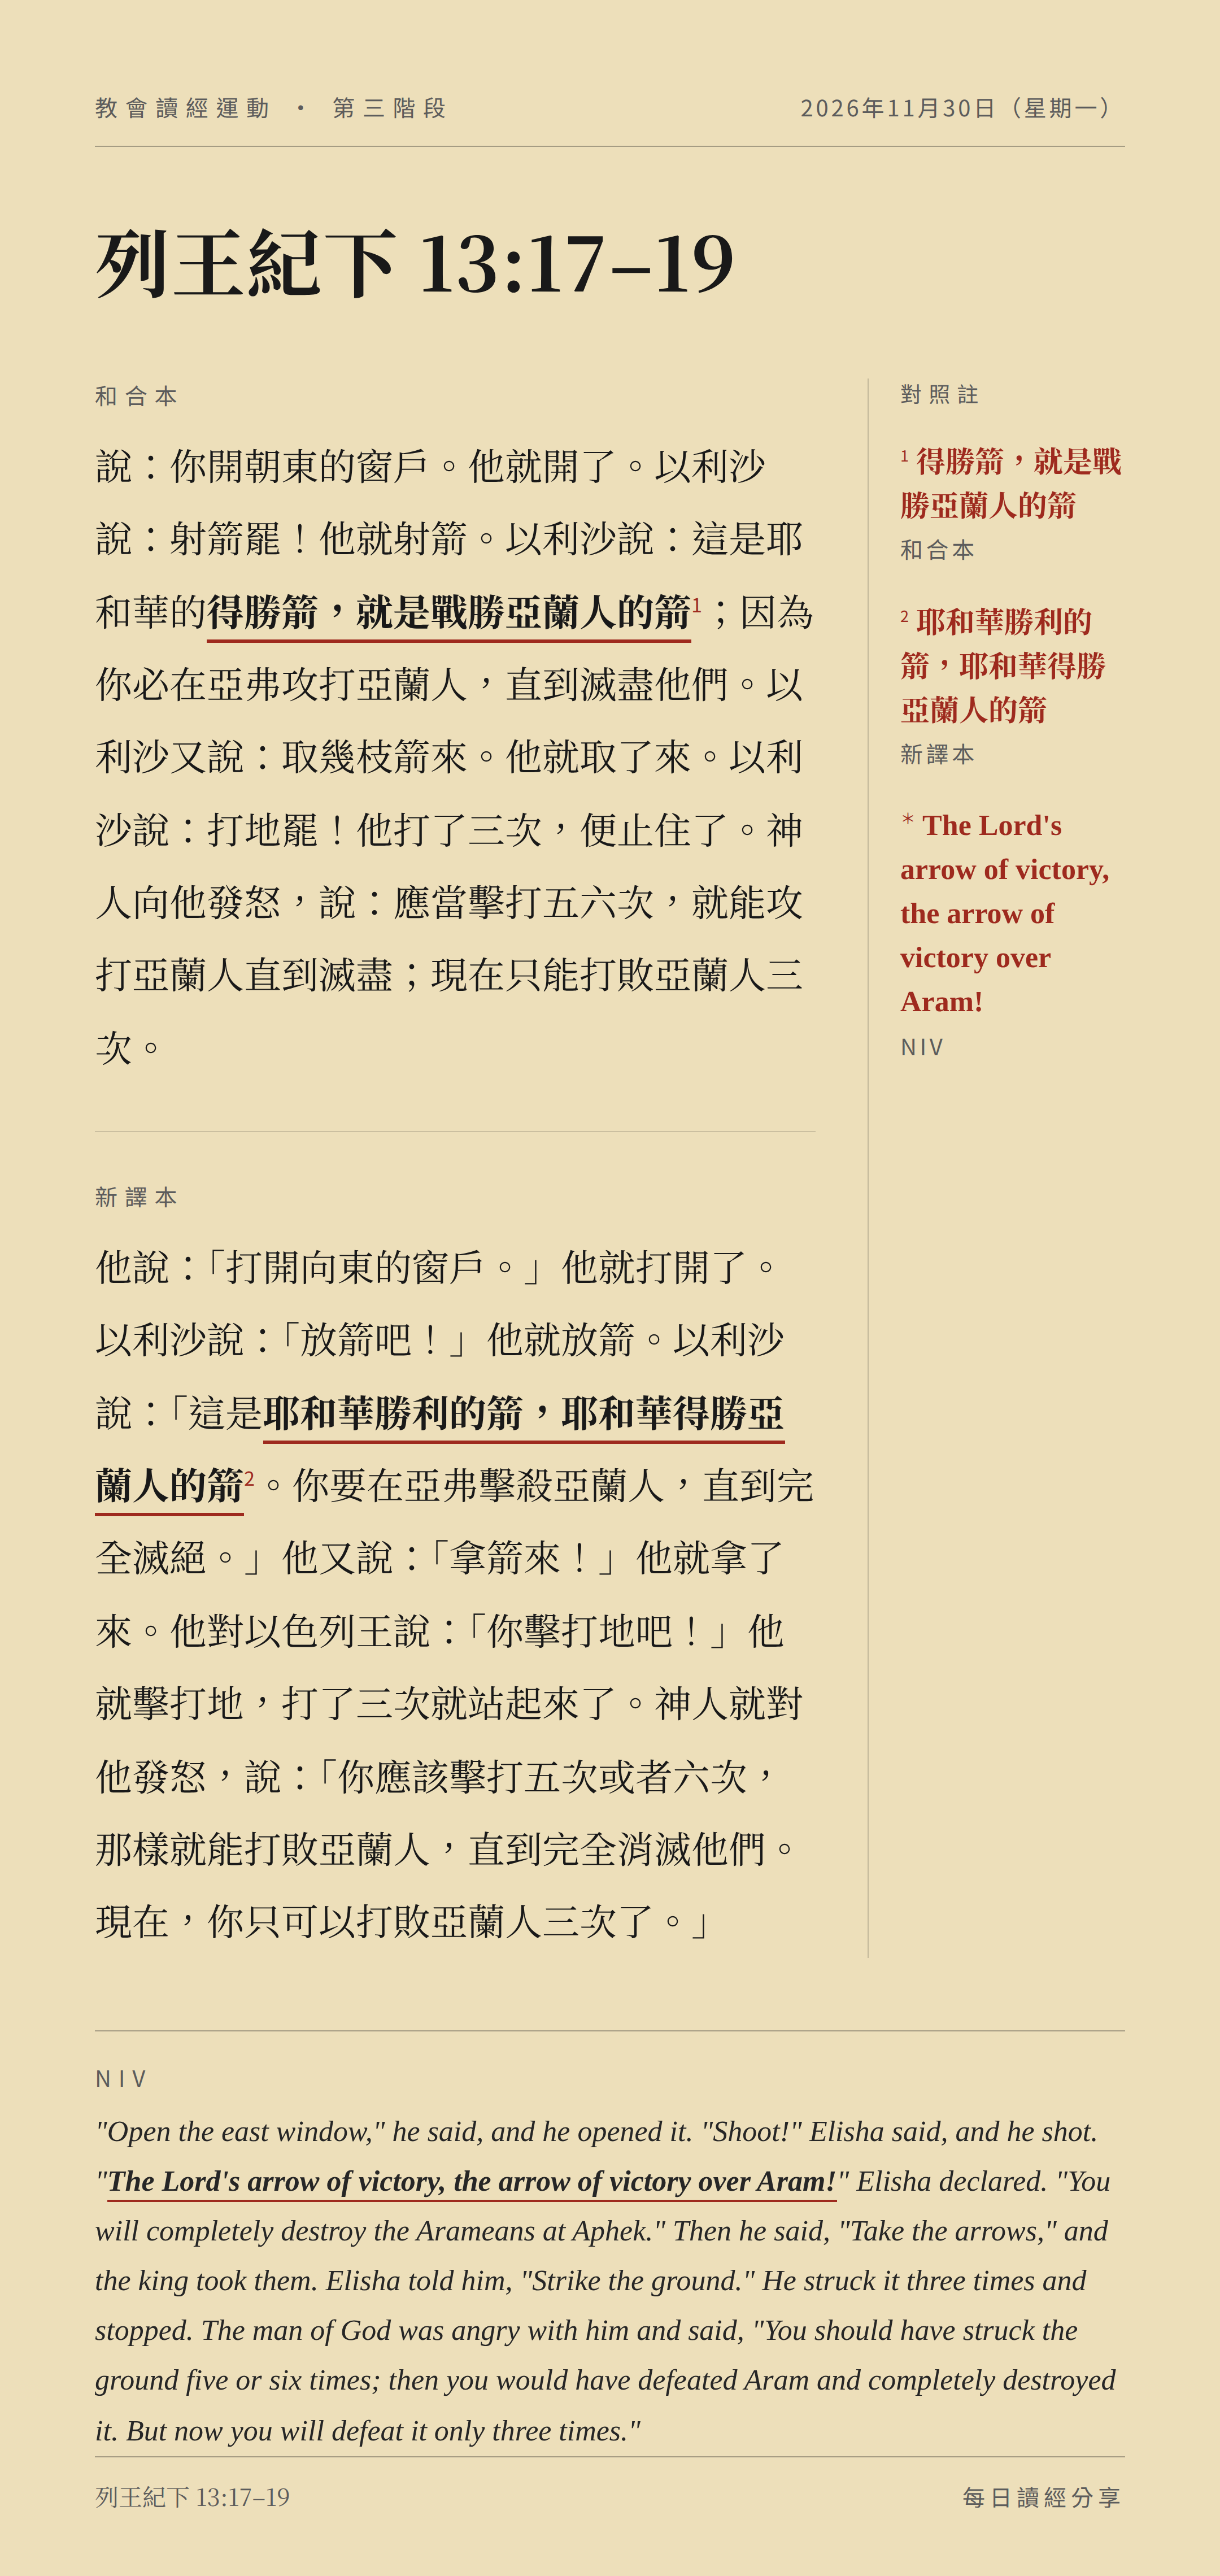 教會讀經運動 · 第三階段
2026年11月30日（星期一）
列王紀下 13:17–19
和合本
說：你開朝東的窗戶。他就開了。以利沙
說：射箭罷！他就射箭。以利沙說：這是耶
和華的得勝箭，就是戰勝亞蘭人的箭1；因為
你必在亞弗攻打亞蘭人，直到滅盡他們。以
利沙又說：取幾枝箭來。他就取了來。以利
沙說：打地罷！他打了三次，便止住了。神
人向他發怒，說：應當擊打五六次，就能攻
打亞蘭人直到滅盡；現在只能打敗亞蘭人三
次。
新譯本
他說：「打開向東的窗戶。」他就打開了。
以利沙說：「放箭吧！」他就放箭。以利沙
說：「這是耶和華勝利的箭，耶和華得勝亞
蘭人的箭2。你要在亞弗擊殺亞蘭人，直到完
全滅絕。」他又說：「拿箭來！」他就拿了
來。他對以色列王說：「你擊打地吧！」他
就擊打地，打了三次就站起來了。神人就對
他發怒，說：「你應該擊打五次或者六次，
那樣就能打敗亞蘭人，直到完全消滅他們。
現在，你只可以打敗亞蘭人三次了。」
對照註
1 得勝箭，就是戰
勝亞蘭人的箭
和合本
2 耶和華勝利的
箭，耶和華得勝
亞蘭人的箭
新譯本
* The Lord's
arrow of victory,
the arrow of
victory over
Aram!
NIV
NIV
"Open the east window," he said, and he opened it. "Shoot!" Elisha said, and he shot.
"The Lord's arrow of victory, the arrow of victory over Aram!" Elisha declared. "You
will completely destroy the Arameans at Aphek." Then he said, "Take the arrows," and
the king took them. Elisha told him, "Strike the ground." He struck it three times and
stopped. The man of God was angry with him and said, "You should have struck the
ground five or six times; then you would have defeated Aram and completely destroyed
it. But now you will defeat it only three times."
列王紀下 13:17–19
每日讀經分享